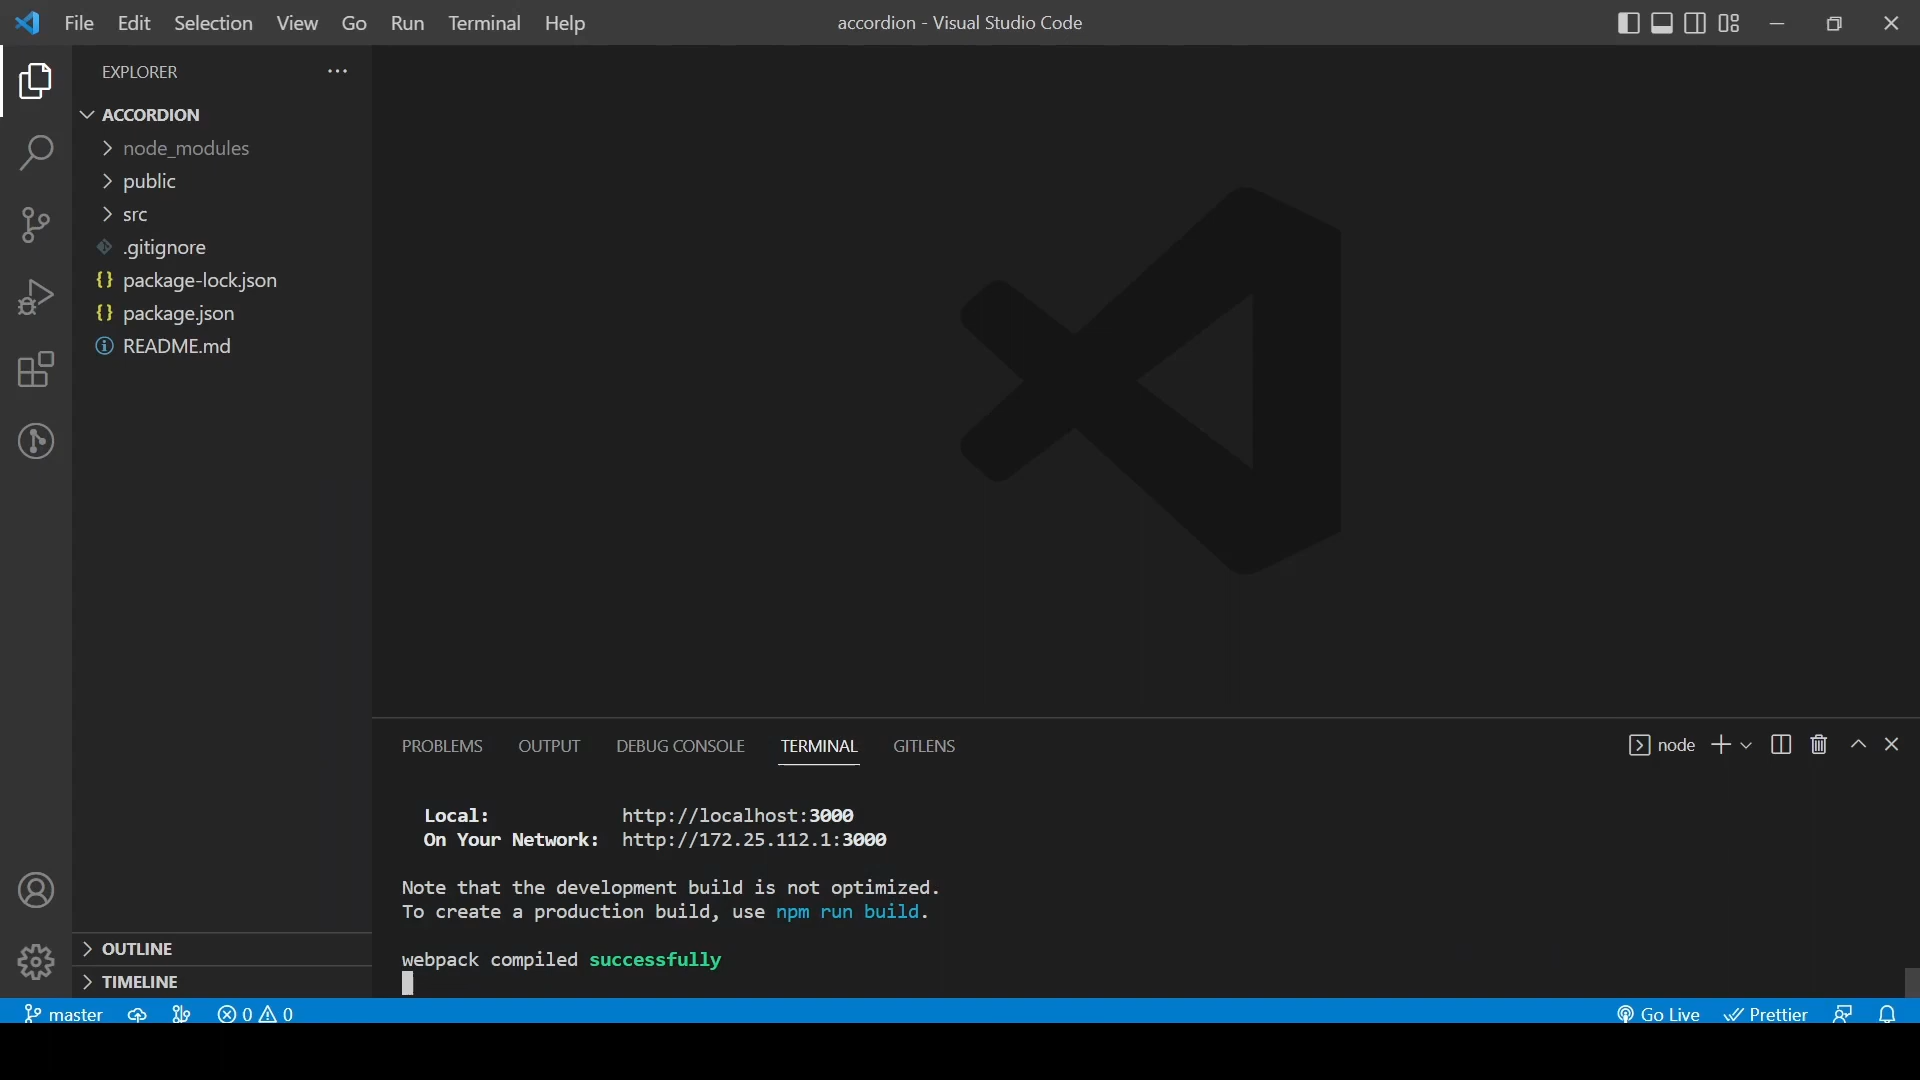 File Edit Selection View Go Run Terminal Help
accordion - Visual Studio Code
EXPLORER
ACCORDION
node_modules
public
src
.gitignore
{} package-lock.json
{} package.json
README.md
OUTLINE
TIMELINE
PROBLEMS OUTPUT DEBUG CONSOLE TERMINAL GITLENS
node
Local: http://localhost:3000
On Your Network: http://172.25.112.1:3000
Note that the development build is not optimized.
To create a production build, use npm run build.
webpack compiled successfully
master 0 0 Go Live Prettier